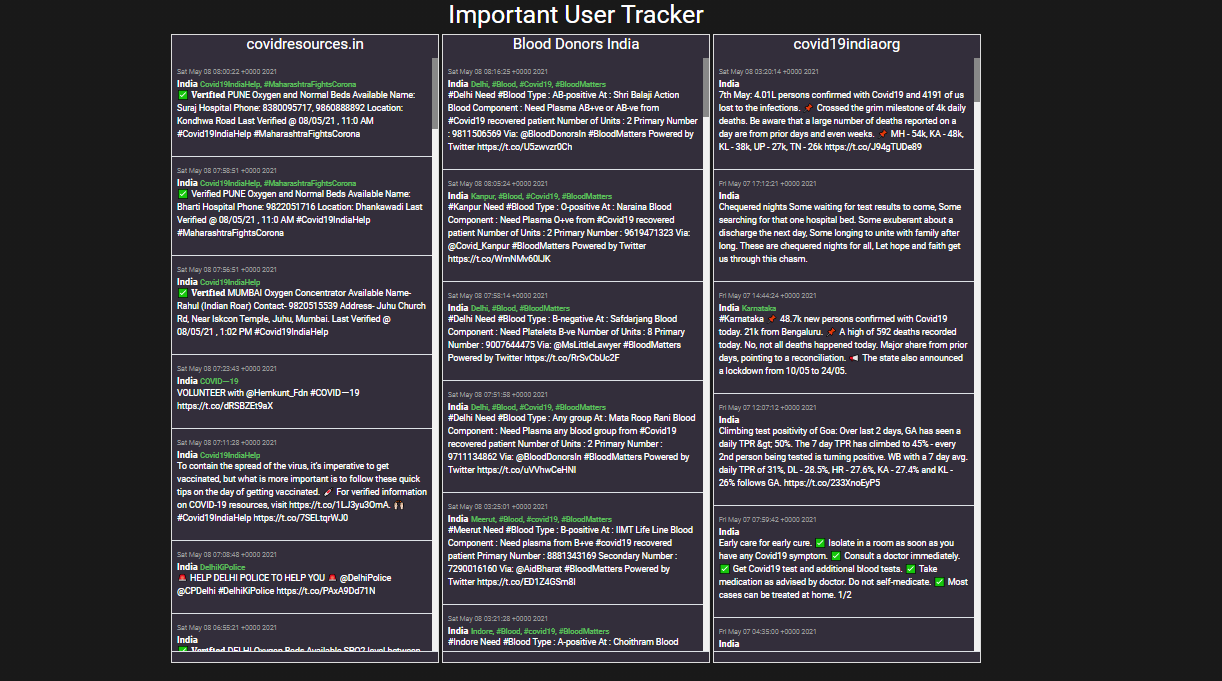 Important User Tracker
covidresources.in
Sat May 08 08:00:22 +0000 2021
India Covid19IndiaHelp, #MaharashtraFightsCorona
✅ Verified PUNE Oxygen and Normal Beds Available Name:
Suraj Hospital Phone: 8380095717, 9860888892 Location:
Kondhwa Road Last Verified @ 08/05/21 , 11:0 AM
#Covid19IndiaHelp #MaharashtraFightsCorona
Sat May 08 07:58:51 +0000 2021
India Covid19IndiaHelp, #MaharashtraFightsCorona
✅ Verified PUNE Oxygen and Normal Beds Available Name:
Bharti Hospital Phone: 9822051716 Location: Dhankawadi Last
Verified @ 08/05/21 , 11:0 AM #Covid19IndiaHelp
#MaharashtraFightsCorona
Sat May 08 07:56:51 +0000 2021
India Covid19IndiaHelp
✅ Verified MUMBAI Oxygen Concentrator Available Name-
Rahul (Indian Roar) Contact- 9820515539 Address- Juhu Church
Rd, Near Iskcon Temple, Juhu, Mumbai. Last Verified @
08/05/21 , 1:02 PM #Covid19IndiaHelp
Sat May 08 07:23:43 +0000 2021
India COVID—19
VOLUNTEER with @Hemkunt_Fdn #COVID—19
https://t.co/dRSBZEt9aX
Sat May 08 07:11:28 +0000 2021
India Covid19IndiaHelp
To contain the spread of the virus, it's imperative to get
vaccinated, but what is more important is to follow these quick
tips on the day of getting vaccinated. 💉 For verified information
on COVID-19 resources, visit https://t.co/1LJ3yu3OmA. 🙌🏻
#Covid19IndiaHelp https://t.co/7SELtqrWJ0
Sat May 08 07:08:48 +0000 2021
India DelhiKiPolice
🚨 HELP DELHI POLICE TO HELP YOU 🚨 @DelhiPolice
@CPDelhi #DelhiKiPolice https://t.co/PAxA9Dd71N
Sat May 08 06:55:21 +0000 2021
India
✅ Verified DELHI Oxygen Beds Available SPO2 level between
Blood Donors India
Sat May 08 08:16:25 +0000 2021
India Delhi, #Blood, #Covid19, #BloodMatters
#Delhi Need #Blood Type : AB-positive At : Shri Balaji Action
Blood Component : Need Plasma AB+ve or AB-ve from
#Covid19 recovered patient Number of Units : 2 Primary Number
: 9811506569 Via: @BloodDonorsIn #BloodMatters Powered by
Twitter https://t.co/U5zwvzr0Ch
Sat May 08 08:05:24 +0000 2021
India Kanpur, #Blood, #Covid19, #BloodMatters
#Kanpur Need #Blood Type : O-positive At : Naraina Blood
Component : Need Plasma O+ve from #Covid19 recovered
patient Number of Units : 2 Primary Number : 9619471323 Via:
@Covid_Kanpur #BloodMatters Powered by Twitter
https://t.co/WmNMv60IJK
Sat May 08 07:58:14 +0000 2021
India Delhi, #Blood, #BloodMatters
#Delhi Need #Blood Type : B-negative At : Safdarjang Blood
Component : Need Platelets B-ve Number of Units : 8 Primary
Number : 9007644475 Via: @MsLittleLawyer #BloodMatters
Powered by Twitter https://t.co/RrSvCbUc2F
Sat May 08 07:51:58 +0000 2021
India Delhi, #Blood, #Covid19, #BloodMatters
#Delhi Need #Blood Type : Any group At : Mata Roop Rani Blood
Component : Need Plasma any blood group from #Covid19
recovered patient Number of Units : 2 Primary Number :
9711134862 Via: @BloodDonorsIn #BloodMatters Powered by
Twitter https://t.co/uVVhwCeHNI
Sat May 08 03:25:01 +0000 2021
India Meerut, #Blood, #covid19, #BloodMatters
#Meerut Need #Blood Type : B-positive At : IIMT Life Line Blood
Component : Need plasma from B+ve #covid19 recovered
patient Primary Number : 8881343169 Secondary Number :
7290016160 Via: @AidBharat #BloodMatters Powered by
Twitter https://t.co/ED1Z4GSm8I
Sat May 08 03:21:28 +0000 2021
India Indore, #Blood, #covid19, #BloodMatters
#Indore Need #Blood Type : A-positive At : Choithram Blood
covid19indiaorg
Sat May 08 03:20:14 +0000 2021
India
7th May: 4.01L persons confirmed with Covid19 and 4191 of us
lost to the infections. 📌 Crossed the grim milestone of 4k daily
deaths. Be aware that a large number of deaths reported on a
day are from prior days and even weeks. 📌 MH - 54k, KA - 48k,
KL - 38k, UP - 27k, TN - 26k https://t.co/J94gTUDe89
Fri May 07 17:12:21 +0000 2021
India
Chequered nights Some waiting for test results to come, Some
searching for that one hospital bed. Some exuberant about a
discharge the next day, Some longing to unite with family after
long. These are chequered nights for all, Let hope and faith get
us through this chasm.
Fri May 07 14:44:24 +0000 2021
India Karnataka
#Karnataka 📌 48.7k new persons confirmed with Covid19
today. 21k from Bengaluru. 📌 A high of 592 deaths recorded
today. No, not all deaths happened today. Major share from prior
days, pointing to a reconciliation. 📢 The state also announced
a lockdown from 10/05 to 24/05.
Fri May 07 12:07:12 +0000 2021
India
Climbing test positivity of Goa: Over last 2 days, GA has seen a
daily TPR &gt; 50%. The 7 day TPR has climbed to 45% - every
2nd person being tested is turning positive. WB with a 7 day avg.
daily TPR of 31%, DL - 28.5%, HR - 27.6%, KA - 27.4% and KL -
26% follows GA. https://t.co/233XnoEyP5
Fri May 07 07:59:42 +0000 2021
India
Early care for early cure. ✅ Isolate in a room as soon as you
have any Covid19 symptom. ✅ Consult a doctor immediately.
✅ Get Covid19 test and additional blood tests. ✅ Take
medication as advised by doctor. Do not self-medicate. ✅ Most
cases can be treated at home. 1/2
Fri May 07 04:35:00 +0000 2021
India